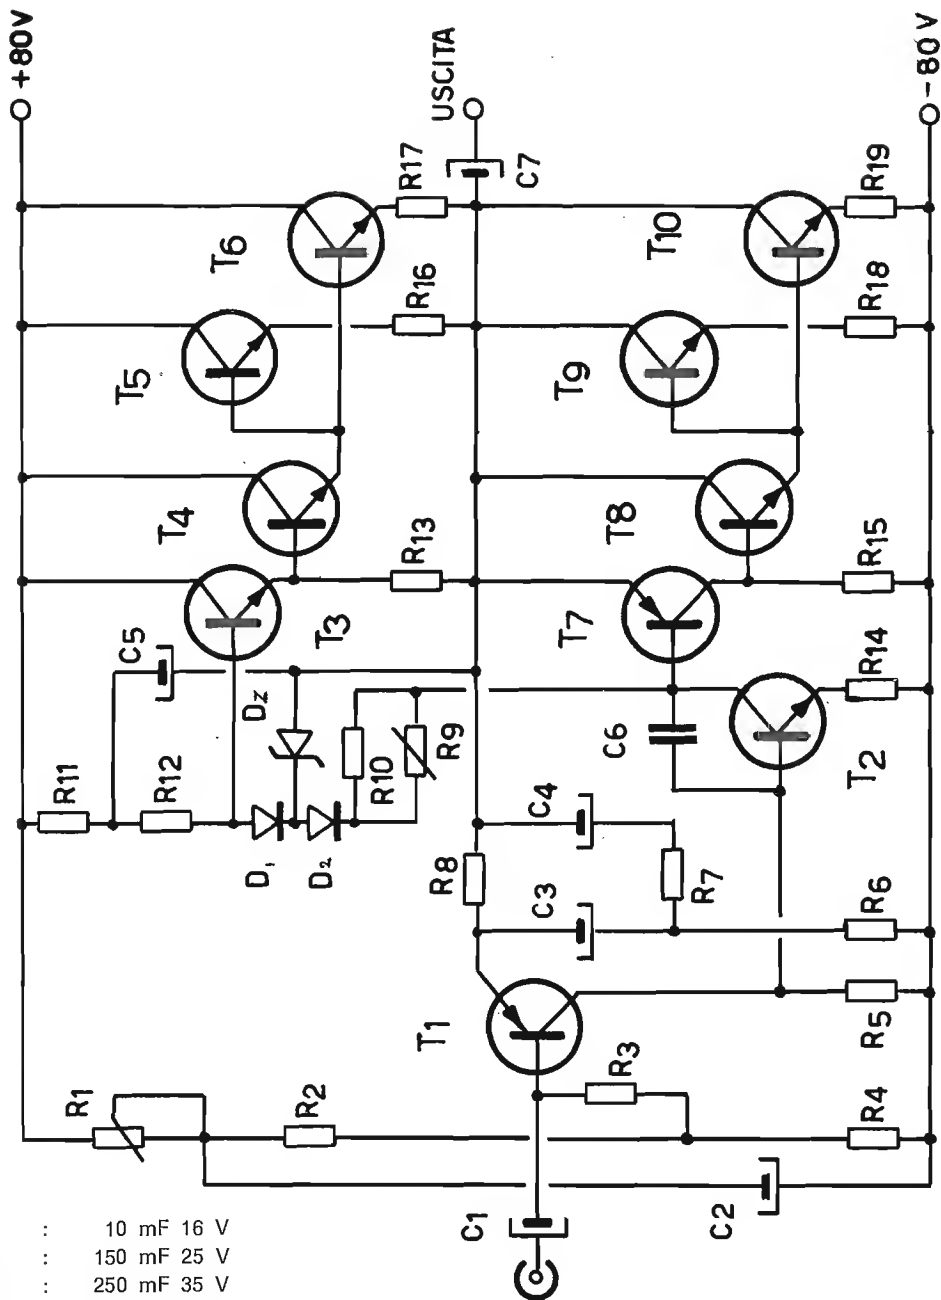 +80V
USCITA
-80V
R17
C7
R19
T6
T10
R16
R18
T5
T9
T4
T8
R13
R15
T3
T7
C5
DZ
R14
R11
R12
R10
R9
C6
T2
D1
D2
R8
C4
C3
R7
R6
T1
R5
R3
R1
R2
R4
C1
C2
: 10 mF 16 V
: 150 mF 25 V
: 250 mF 35 V